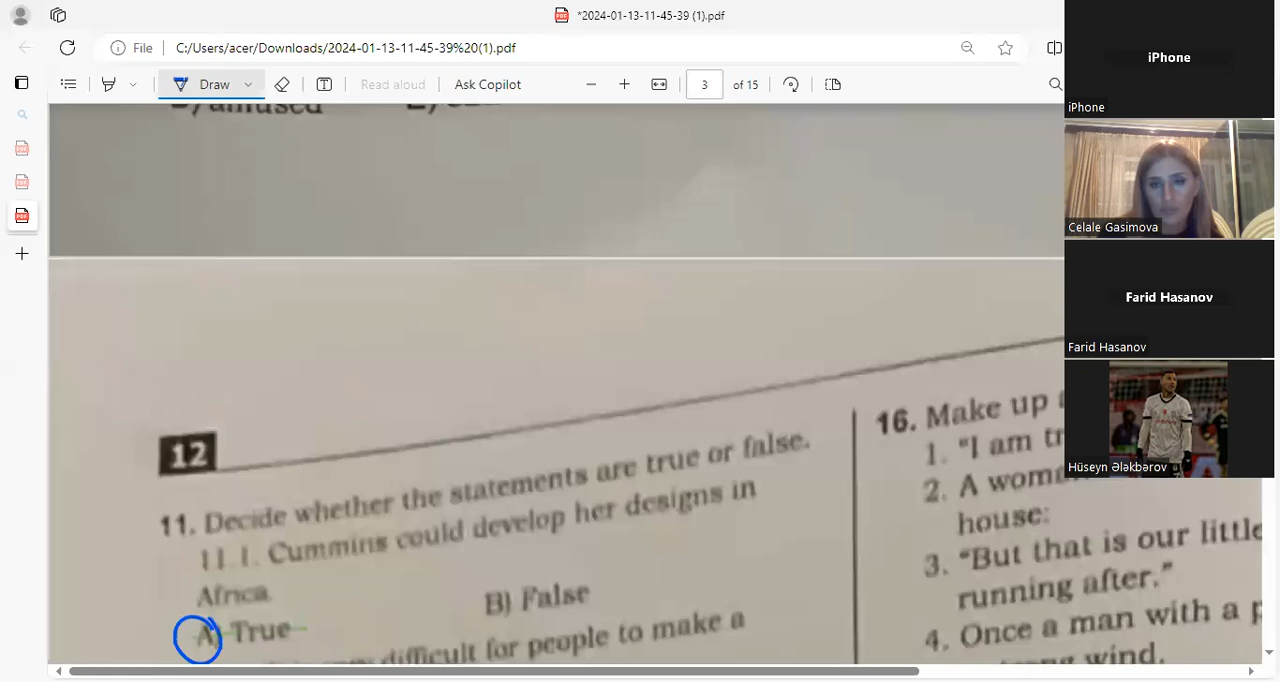 *2024-01-13-11-45-39 (1).pdf
File C:/Users/acer/Downloads/2024-01-13-11-45-39%20(1).pdf
Draw Read aloud Ask Copilot 3 of 15
amused
12
11. Decide whether the statements are true or false.
11.1. Cummins could develop her designs in
Africa
A) True B) False
difficult for people to make a
16. Make up
1. "I am
2. A
house:
3. "But that is our little
running after."
4. Once a man with a
wind.
iPhone
iPhone
Celale Gasimova
Farid Hasanov
Farid Hasanov
Hüseyn Ələkbərov